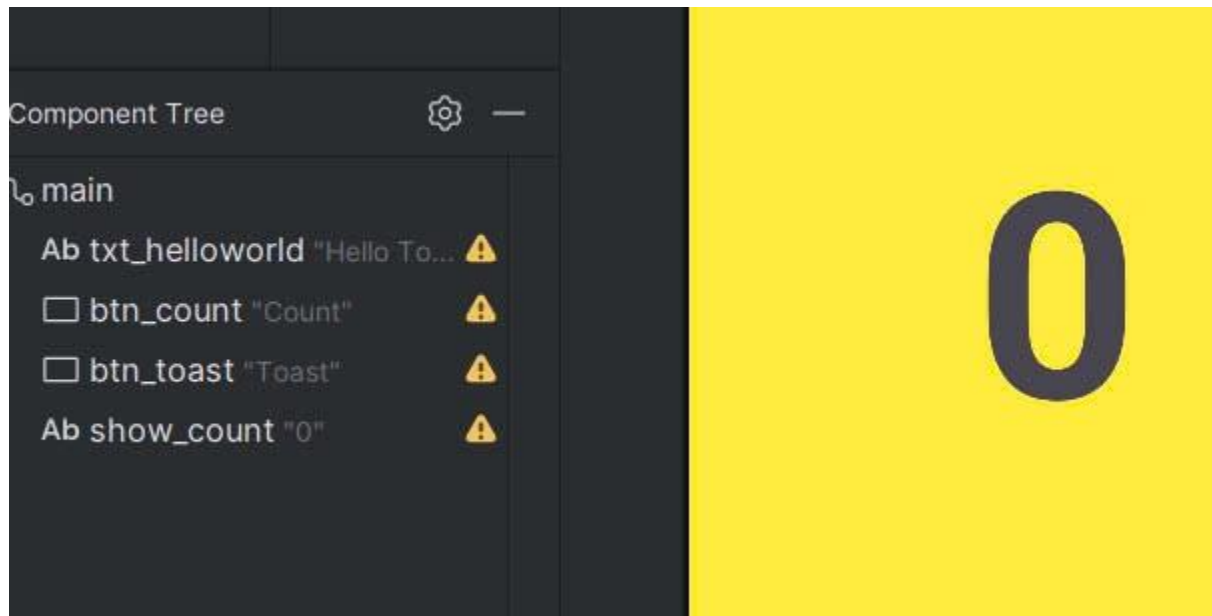 Component Tree
main
Ab txt_helloworld "Hello To...
btn_count "Count"
btn_toast "Toast"
Ab show_count "0"
0